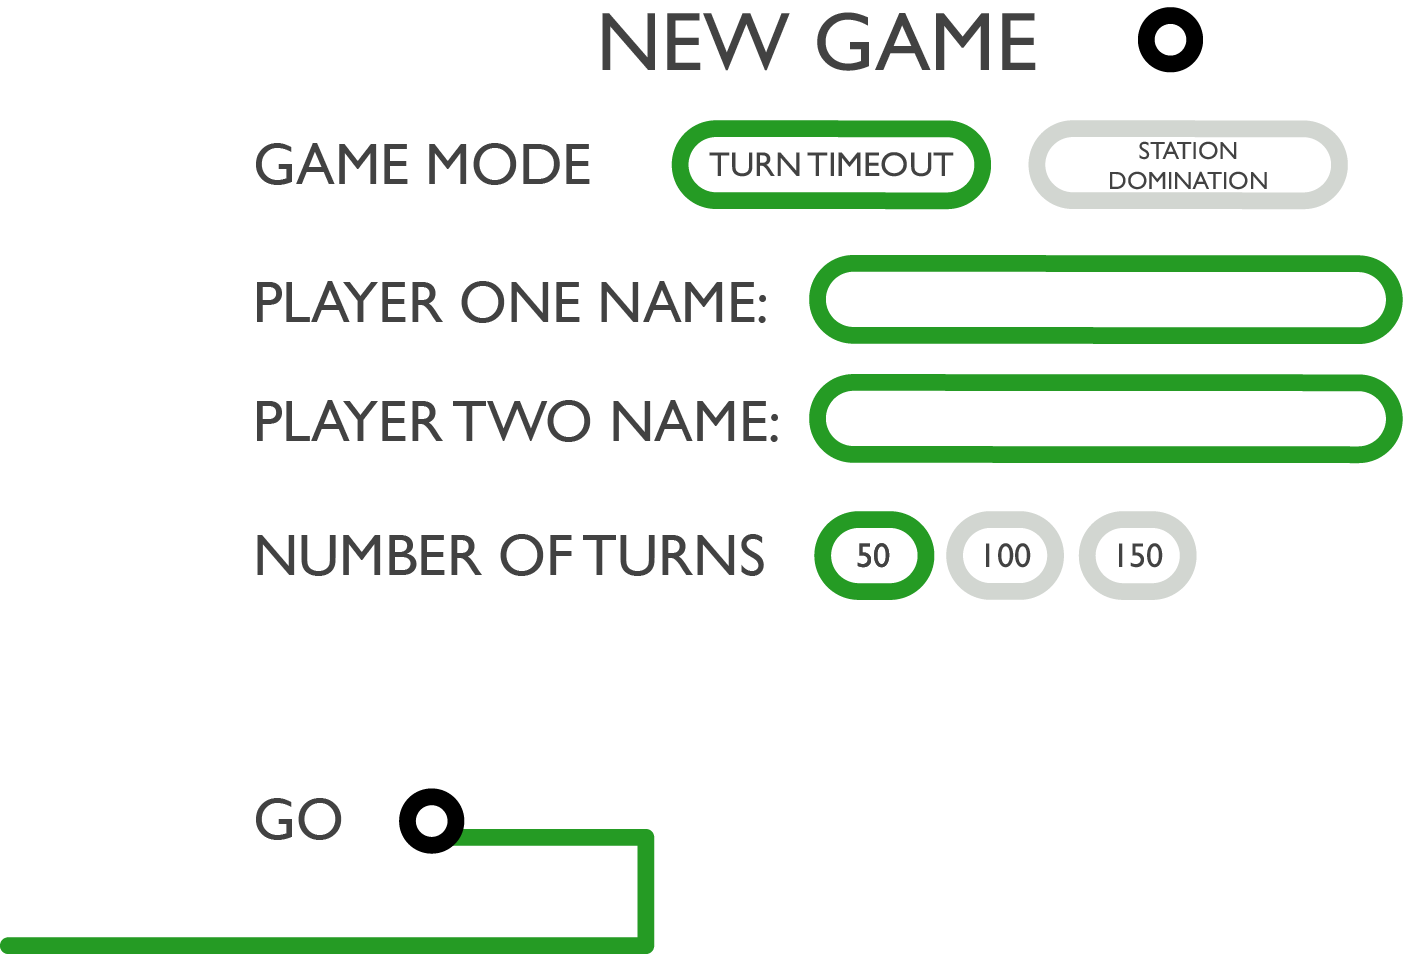 NEW GAME
GAME MODE
TURN TIMEOUT
STATION
DOMINATION
PLAYER ONE NAME:
PLAYER TWO NAME:
NUMBER OF TURNS
50
100
150
GO